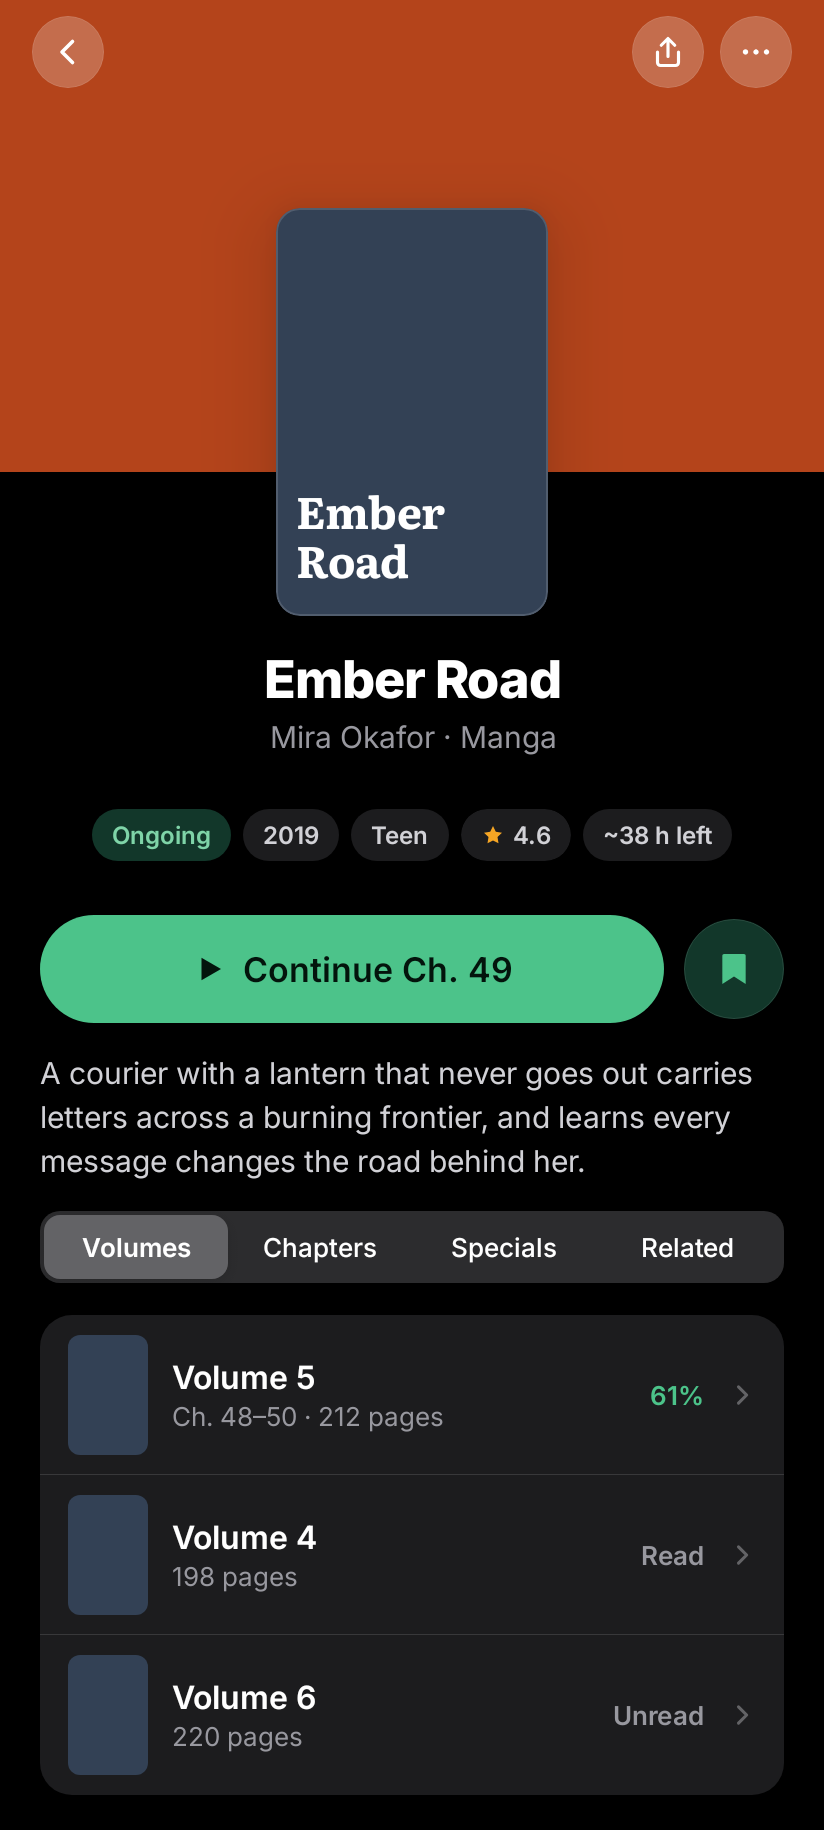 Ember
Road
Ember Road
Mira Okafor · Manga
Ongoing
2019
Teen
4.6
~38 h left
Continue Ch. 49
A courier with a lantern that never goes out carries
letters across a burning frontier, and learns every
message changes the road behind her.
Volumes
Chapters
Specials
Related
Volume 5
Ch. 48–50 · 212 pages
61%
Volume 4
198 pages
Read
Volume 6
220 pages
Unread